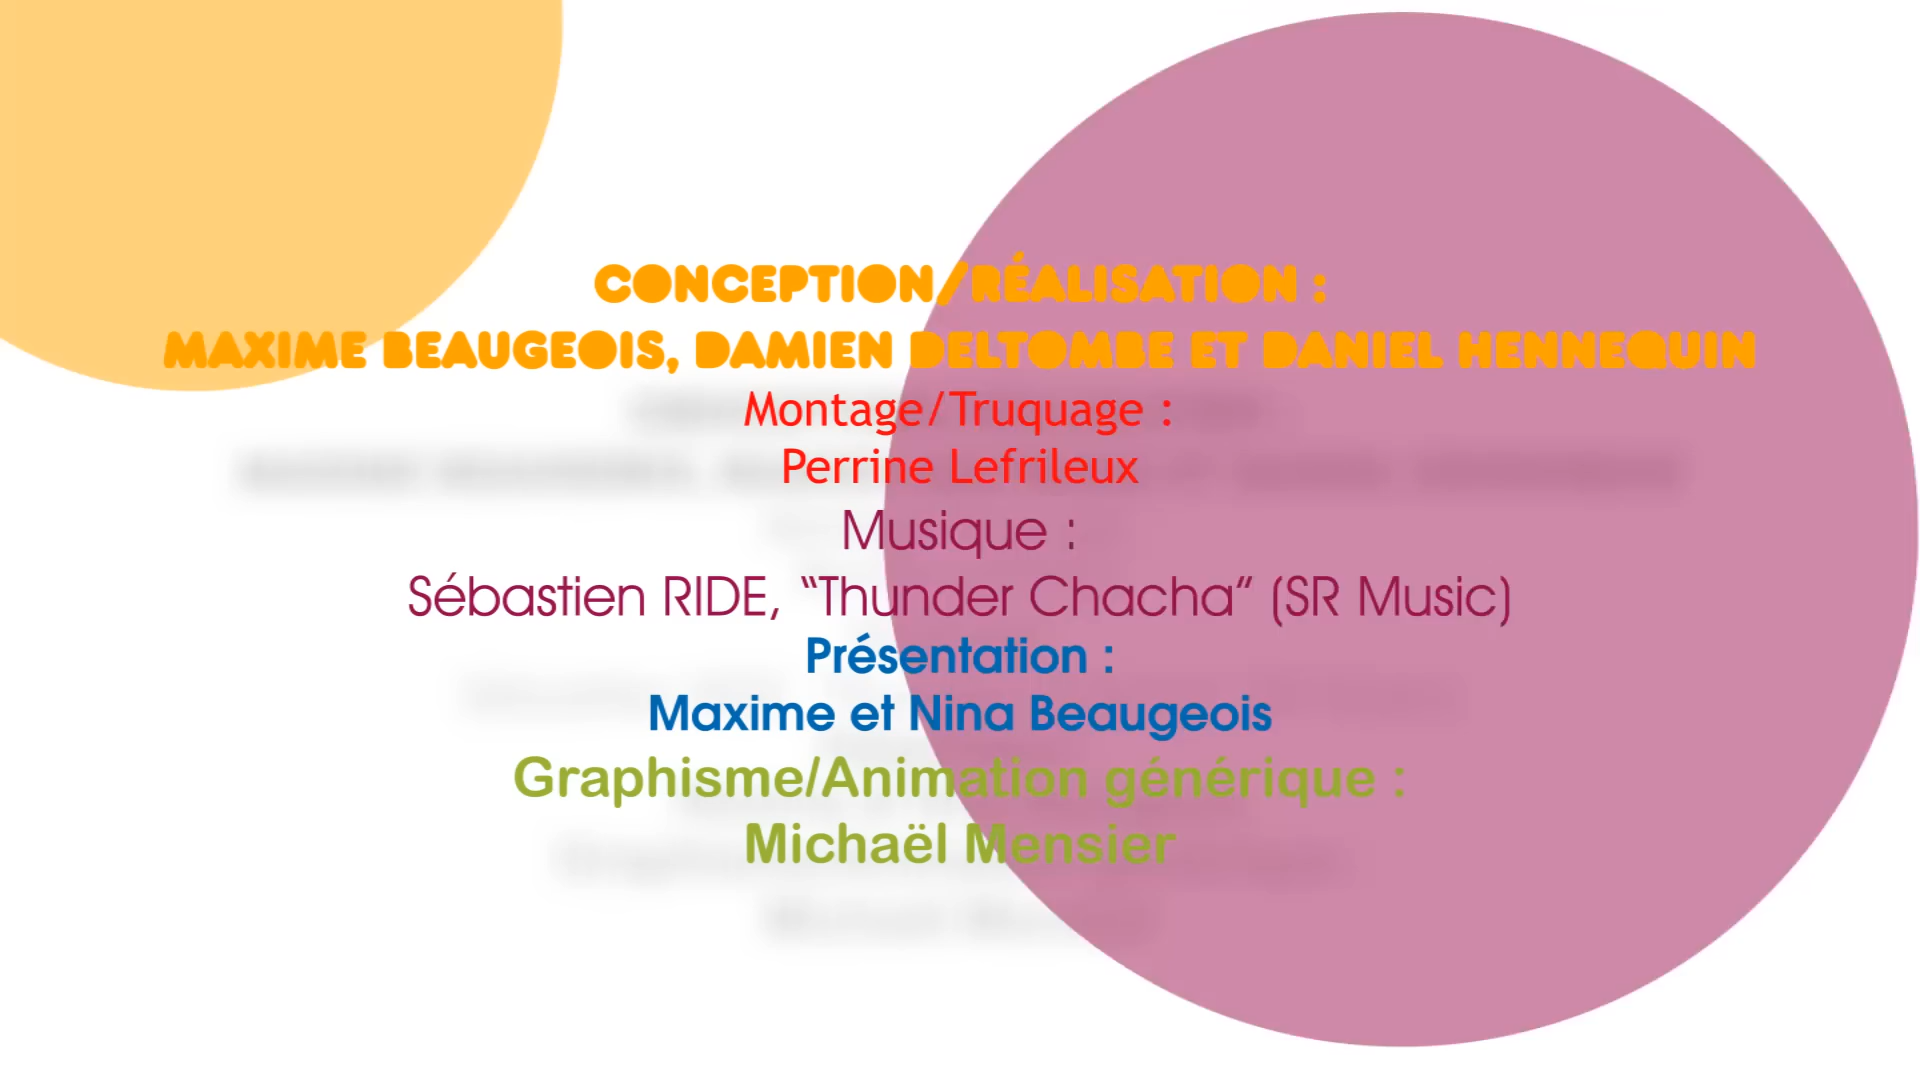 CONCEPTION/RÉALISATION :
MAXIME BEAUGEOIS, DAMIEN DELTOMBE ET DANIEL HENNEQUIN
Montage/Truquage :
Perrine Lefrileux
Musique :
Sébastien RIDE, “Thunder Chacha” (SR Music)
Présentation :
Maxime et Nina Beaugeois
Graphisme/Animation générique :
Michaël Mensier